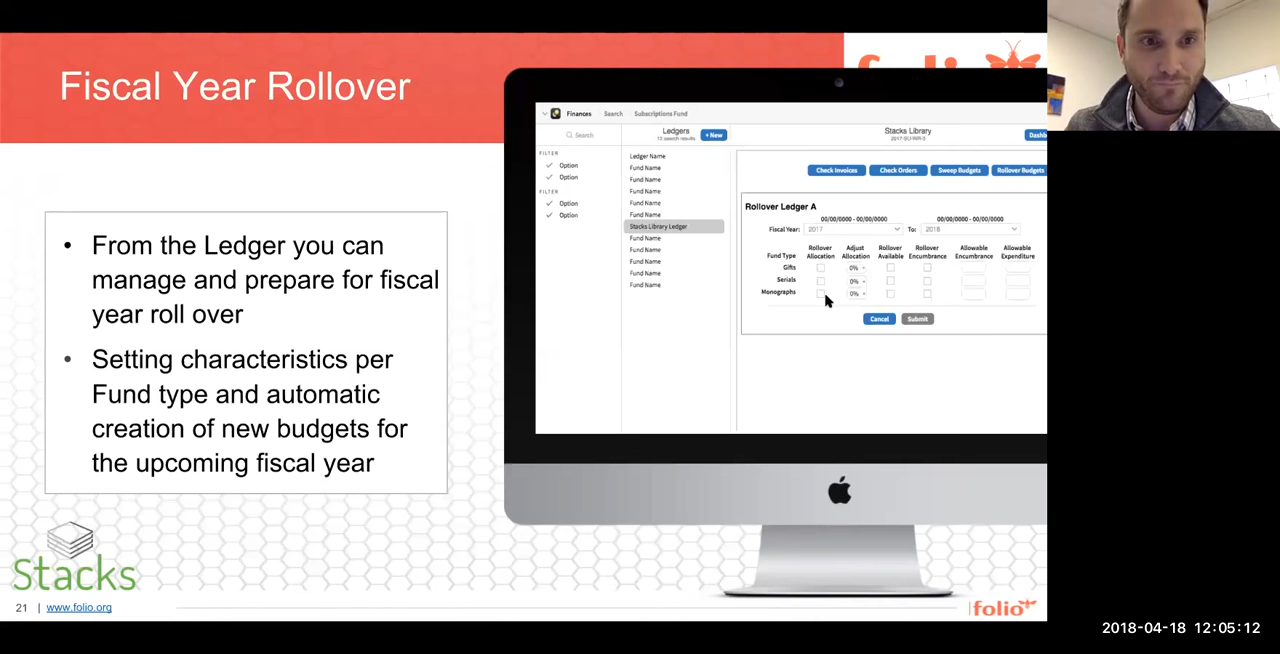 Fiscal Year Rollover
• From the Ledger you can
manage and prepare for fiscal
year roll over
• Setting characteristics per
Fund type and automatic
creation of new budgets for
the upcoming fiscal year
Finances Search Subscriptions Fund
Search
FILTER
Option
Option
FILTER
Option
Option
Ledgers
+ New
Ledger Name
Fund Name
Fund Name
Fund Name
Fund Name
Fund Name
Stacks Library Ledger
Fund Name
Fund Name
Fund Name
Fund Name
Fund Name
Stacks Library
Check Invoices Check Orders Sweep Budgets Rollover Budgets
Rollover Ledger A
00/00/0000 - 00/00/0000 00/00/0000 - 00/00/0000
Fiscal Year: 2017 To: 2018
Fund Type Rollover Allocation Adjust Allocation Rollover Available Rollover Encumbrance Allowable Encumbrance Allowable Expenditure
Gifts 0%
Serials 0%
Monographs 0%
Cancel Submit
Stacks
21 | www.folio.org
folio
2018-04-18 12:05:12